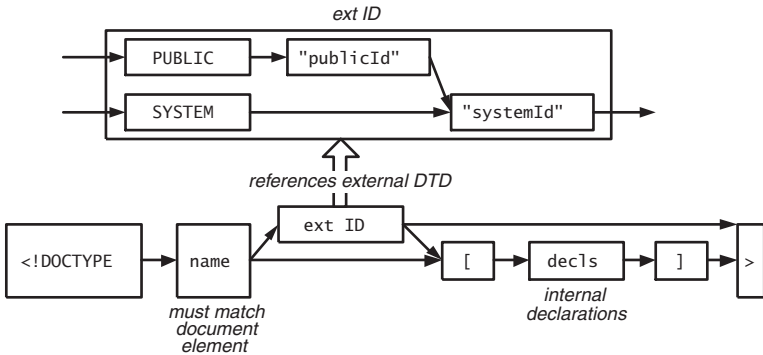 ext ID
PUBLIC "publicId"
SYSTEM "systemId"
references external DTD
ext ID
<!DOCTYPE name [ decls ] >
must match
document
element
internal
declarations